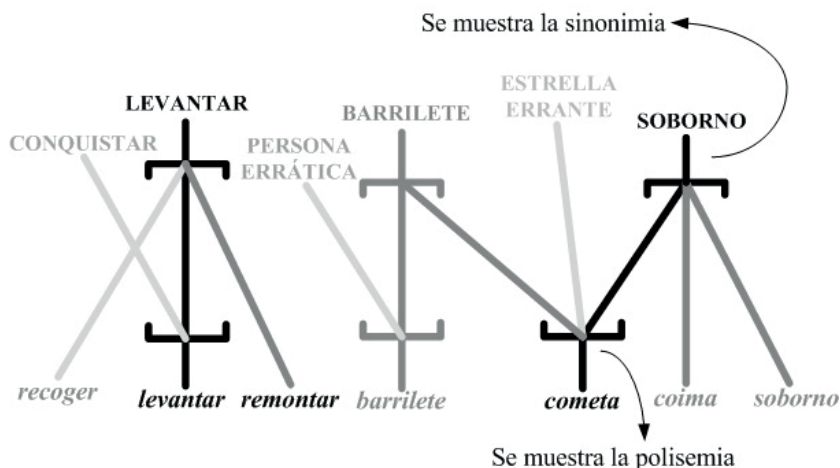 Se muestra la sinonimia
ESTRELLA
ERRANTE
LEVANTAR
BARRILETE
SOBORNO
CONQUISTAR
PERSONA
ERRÁTICA
recoger
levantar
remontar
barrilete
cometa
coima
soborno
Se muestra la polisemia